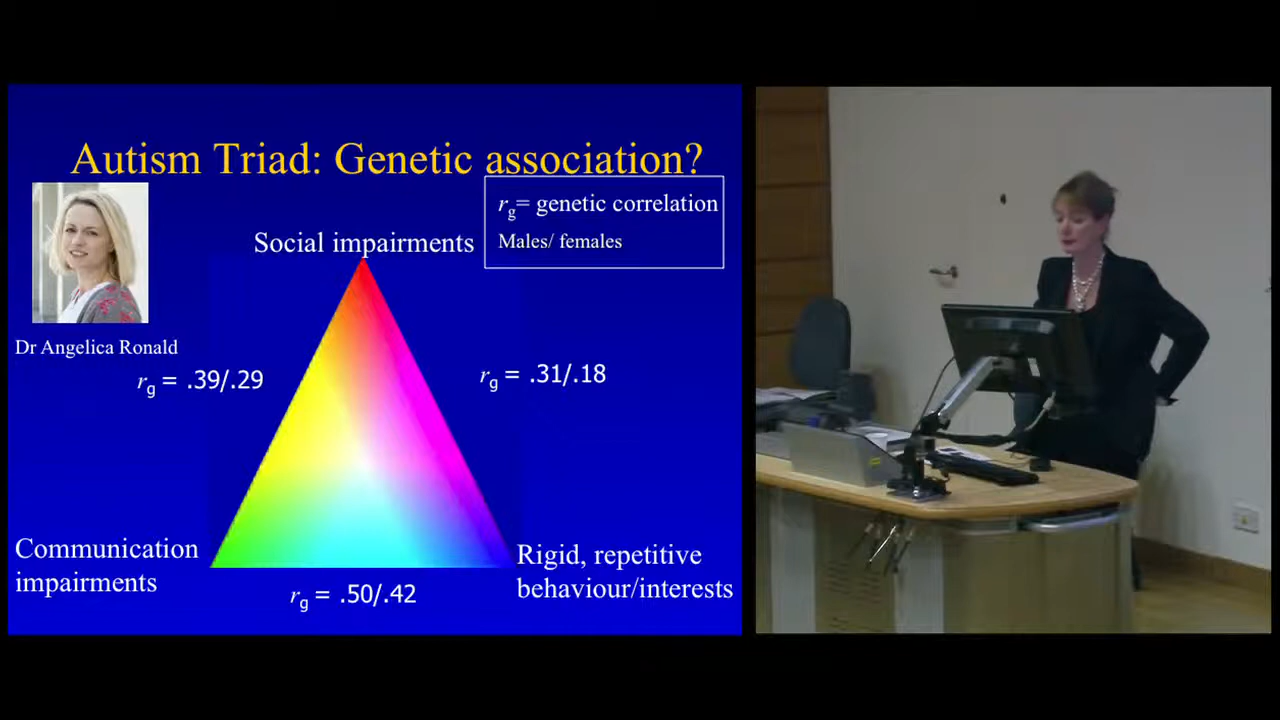 Autism Triad: Genetic association?
rg= genetic correlation
Males/ females
Social impairments
Dr Angelica Ronald
rg = .39/.29
rg = .31/.18
Communication
impairments
Rigid, repetitive
behaviour/interests
rg = .50/.42